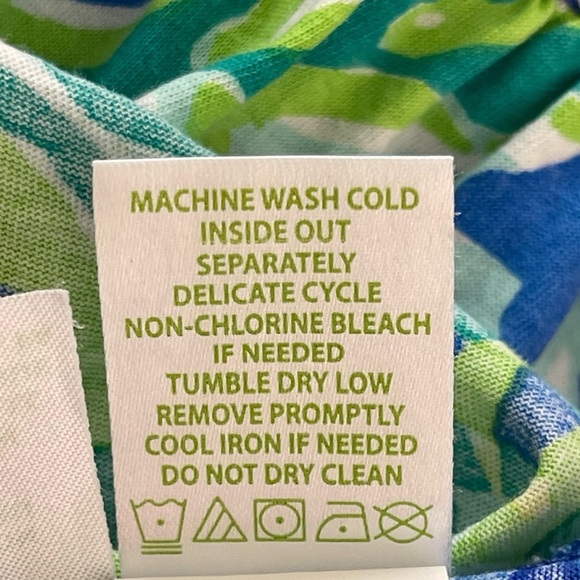 MACHINE WASH COLD
INSIDE OUT
SEPARATELY
DELICATE CYCLE
NON-CHLORINE BLEACH
IF NEEDED
TUMBLE DRY LOW
REMOVE PROMPTLY
COOL IRON IF NEEDED
DO NOT DRY CLEAN